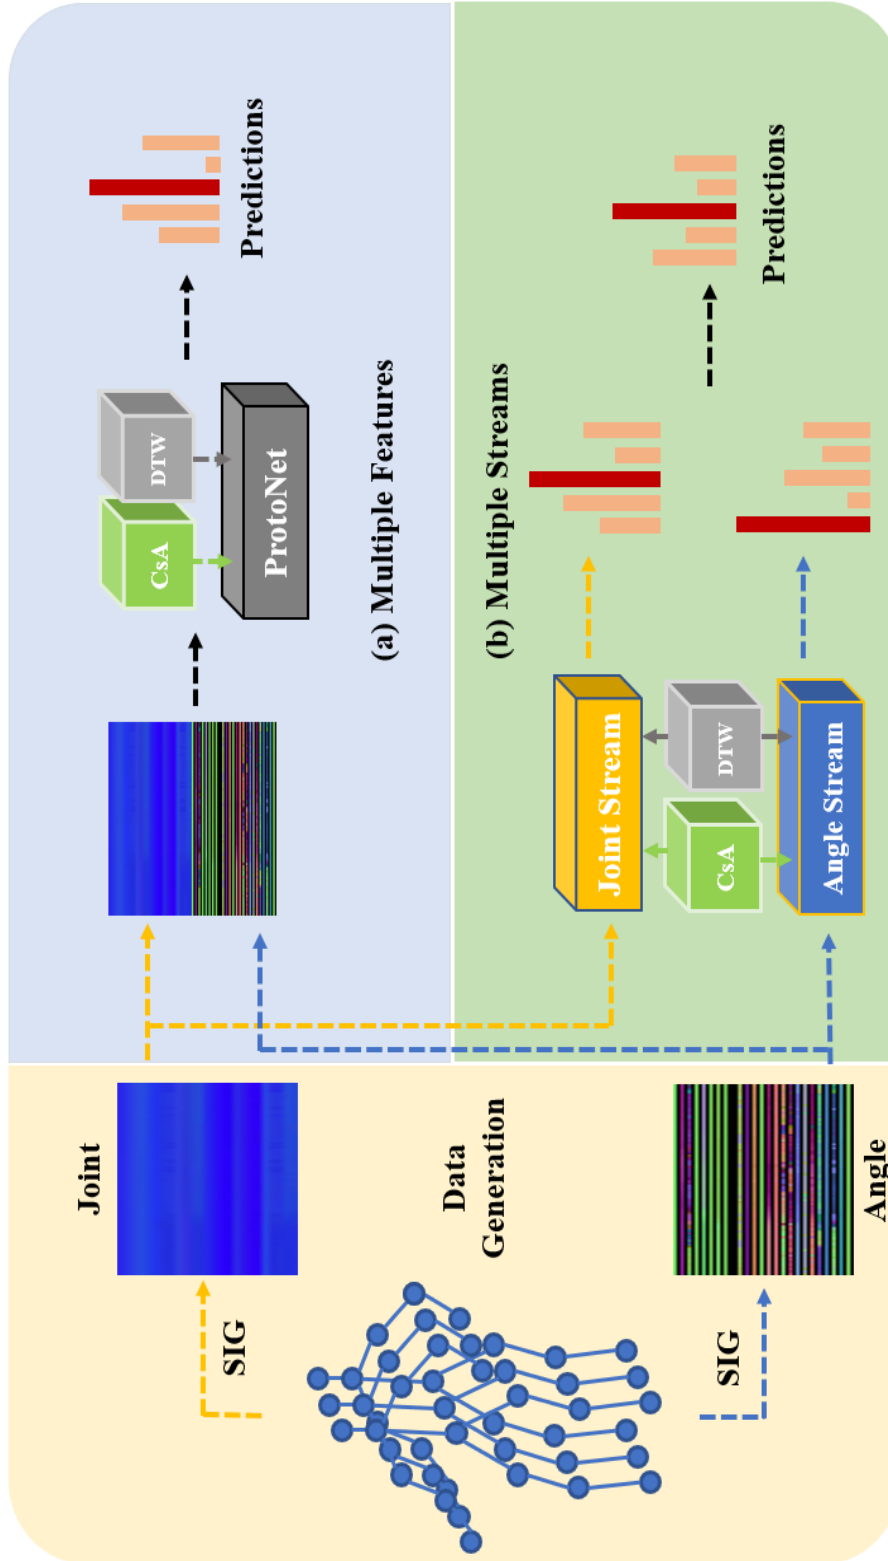 Joint
SIG
Data
Generation
SIG
Angle
CsA
DTW
ProtoNet
Predictions
(a) Multiple Features
(b) Multiple Streams
Joint Stream
CsA
DTW
Angle Stream
Predictions